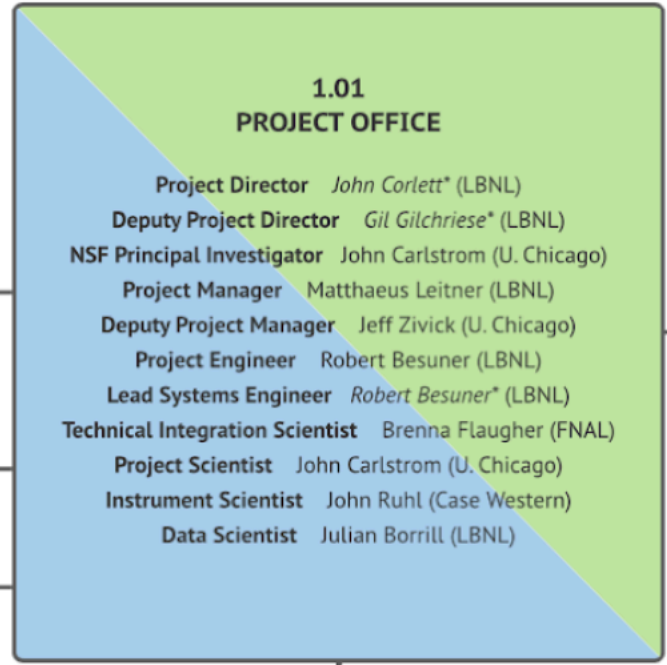 1.01
PROJECT OFFICE
Project Director John Corlett* (LBNL)
Deputy Project Director Gil Gilchriese* (LBNL)
NSF Principal Investigator John Carlstrom (U. Chicago)
Project Manager Matthaeus Leitner (LBNL)
Deputy Project Manager Jeff Zivick (U. Chicago)
Project Engineer Robert Besuner (LBNL)
Lead Systems Engineer Robert Besuner* (LBNL)
Technical Integration Scientist Brenna Flaugher (FNAL)
Project Scientist John Carlstrom (U. Chicago)
Instrument Scientist John Ruhl (Case Western)
Data Scientist Julian Borrill (LBNL)